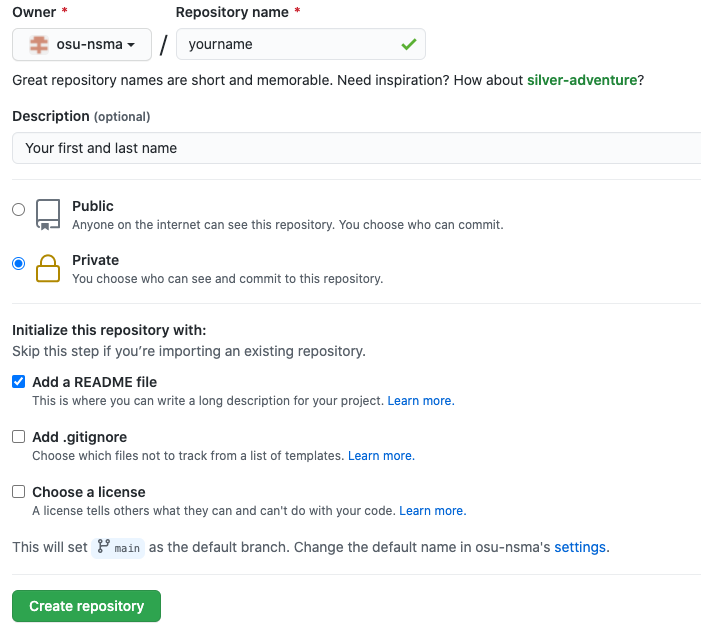 Owner * Repository name *
osu-nsma / yourname
Great repository names are short and memorable. Need inspiration? How about silver-adventure?
Description (optional)
Your first and last name
Public
Anyone on the internet can see this repository. You choose who can commit.
Private
You choose who can see and commit to this repository.
Initialize this repository with:
Skip this step if you’re importing an existing repository.
Add a README file
This is where you can write a long description for your project. Learn more.
Add .gitignore
Choose which files not to track from a list of templates. Learn more.
Choose a license
A license tells others what they can and can't do with your code. Learn more.
This will set main as the default branch. Change the default name in osu-nsma's settings.
Create repository